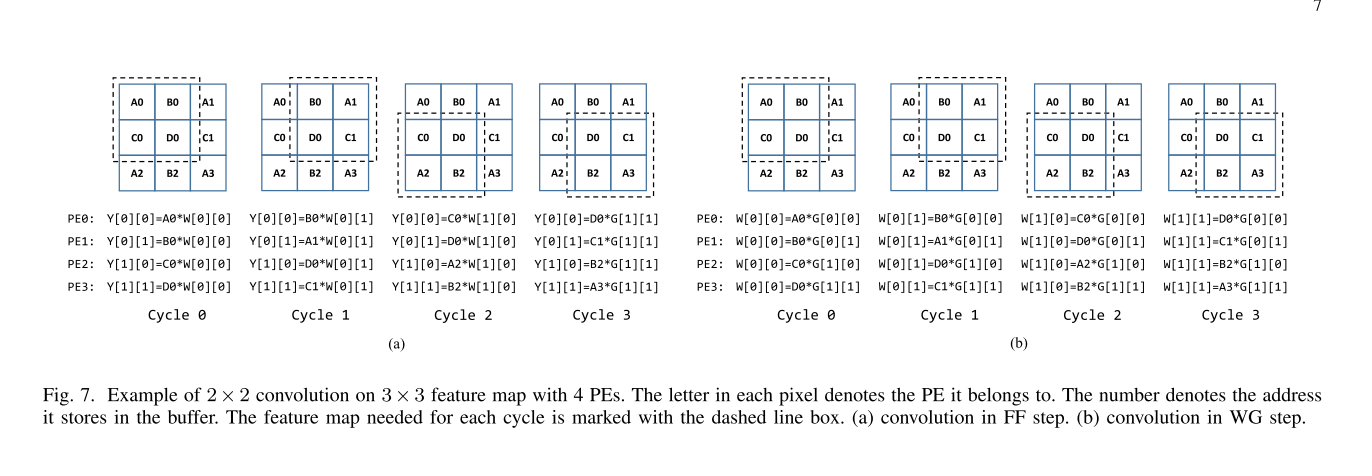 7
A0 B0 A1 A0 B0 A1 A0 B0 A1 A0 B0 A1 A0 B0 A1 A0 B0 A1 A0 B0 A1 A0 B0 A1
C0 D0 C1 C0 D0 C1 C0 D0 C1 C0 D0 C1 C0 D0 C1 C0 D0 C1 C0 D0 C1 C0 D0 C1
A2 B2 A3 A2 B2 A3 A2 B2 A3 A2 B2 A3 A2 B2 A3 A2 B2 A3 A2 B2 A3 A2 B2 A3
PE0: Y[0][0]=A0*W[0][0] Y[0][0]=B0*W[0][1] Y[0][0]=C0*W[1][0] Y[0][0]=D0*G[1][1] PE0: W[0][0]=A0*G[0][0] W[0][1]=B0*G[0][0] W[1][0]=C0*G[0][0] W[1][1]=D0*G[0][0]
PE1: Y[0][1]=B0*W[0][0] Y[0][1]=A1*W[0][1] Y[0][1]=D0*W[1][0] Y[0][1]=C1*G[1][1] PE1: W[0][0]=B0*G[0][1] W[0][1]=A1*G[0][1] W[1][0]=D0*G[0][1] W[1][1]=C1*G[0][1]
PE2: Y[1][0]=C0*W[0][0] Y[1][0]=D0*W[0][1] Y[1][0]=A2*W[1][0] Y[1][0]=B2*G[1][1] PE2: W[0][0]=C0*G[1][0] W[0][1]=D0*G[1][0] W[1][0]=A2*G[1][0] W[1][1]=B2*G[1][0]
PE3: Y[1][1]=D0*W[0][0] Y[1][1]=C1*W[0][1] Y[1][1]=B2*W[1][0] Y[1][1]=A3*G[1][1] PE3: W[0][0]=D0*G[1][1] W[0][1]=C1*G[1][1] W[1][0]=B2*G[1][1] W[1][1]=A3*G[1][1]
Cycle 0 Cycle 1 Cycle 2 Cycle 3 Cycle 0 Cycle 1 Cycle 2 Cycle 3
(a) (b)
Fig. 7. Example of 2 × 2 convolution on 3 × 3 feature map with 4 PEs. The letter in each pixel denotes the PE it belongs to. The number denotes the address
it stores in the buffer. The feature map needed for each cycle is marked with the dashed line box. (a) convolution in FF step. (b) convolution in WG step.